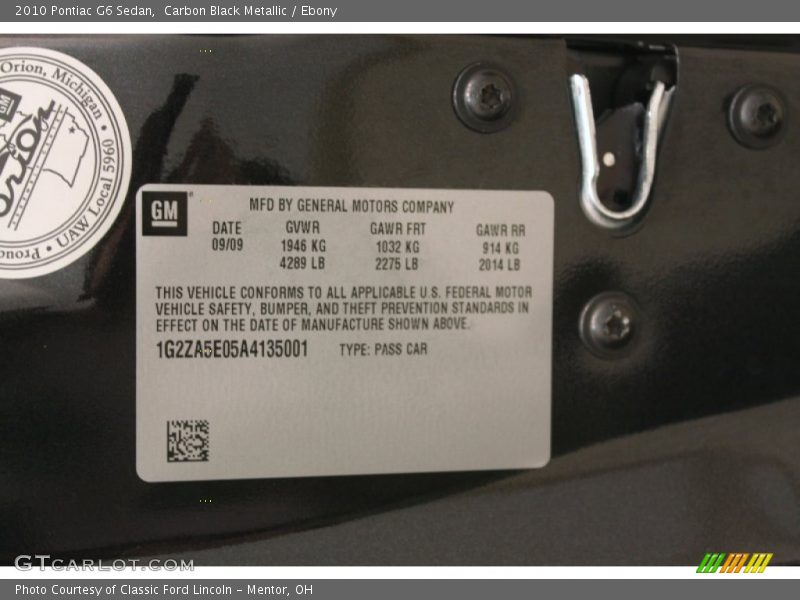 2010 Pontiac G6 Sedan,  Carbon Black Metallic / Ebony
Orion, Michigan •
GM
UAW Local 5960
GM
MFD BY GENERAL MOTORS COMPANY
DATE GVWR GAWR FRT GAWR RR
09/09 1946 KG 1032 KG 914 KG
4289 LB 2275 LB 2014 LB
THIS VEHICLE CONFORMS TO ALL APPLICABLE U.S. FEDERAL MOTOR
VEHICLE SAFETY, BUMPER, AND THEFT PREVENTION STANDARDS IN
EFFECT ON THE DATE OF MANUFACTURE SHOWN ABOVE.
1G2ZA5E05A4135001 TYPE: PASS CAR
GTCARLOT.COM
Photo Courtesy of Classic Ford Lincoln - Mentor, OH